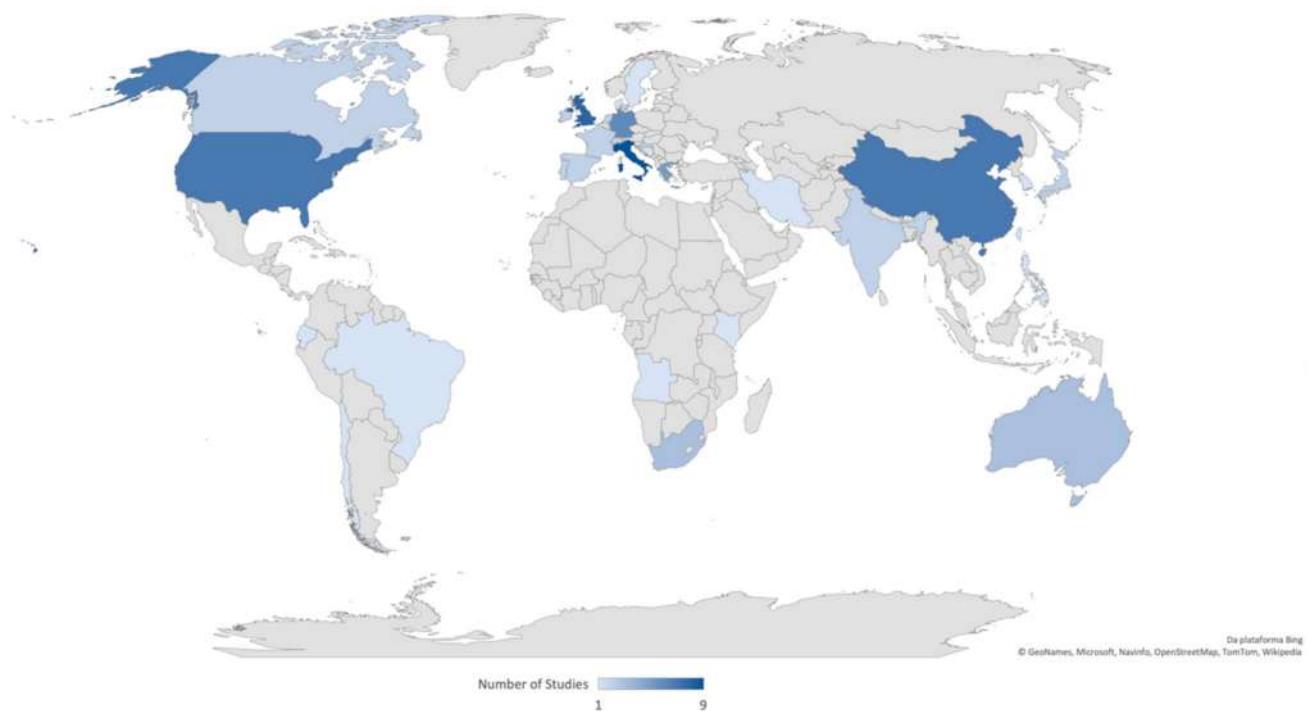 Da plataforma Bing
© GeoNames, Microsoft, Navinfo, OpenStreetMap, TomTom, Wikipedia
Number of Studies
1
9